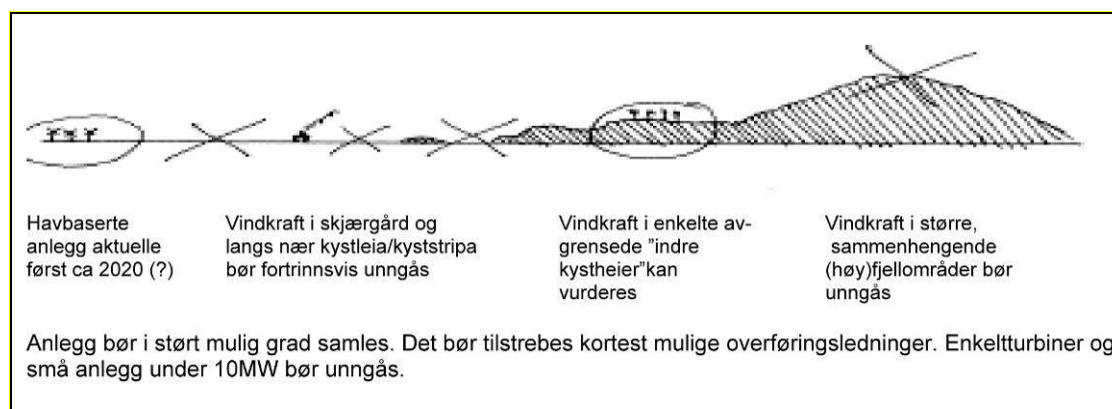 Havbaserte
anlegg aktuelle
først ca 2020 (?)
Vindkraft i skjærgård og
langs nær kystleia/kyststripa
bør fortrinnsvis unngås
Vindkraft i enkelte av-
grensede "indre
kystheier"kan
vurderes
Vindkraft i større,
sammenhengende
(høy)fjellområder bør
unngås
Anlegg bør i størt mulig grad samles. Det bør tilstrebes kortest mulige overføringsledninger. Enkeltturbiner og
små anlegg under 10MW bør unngås.